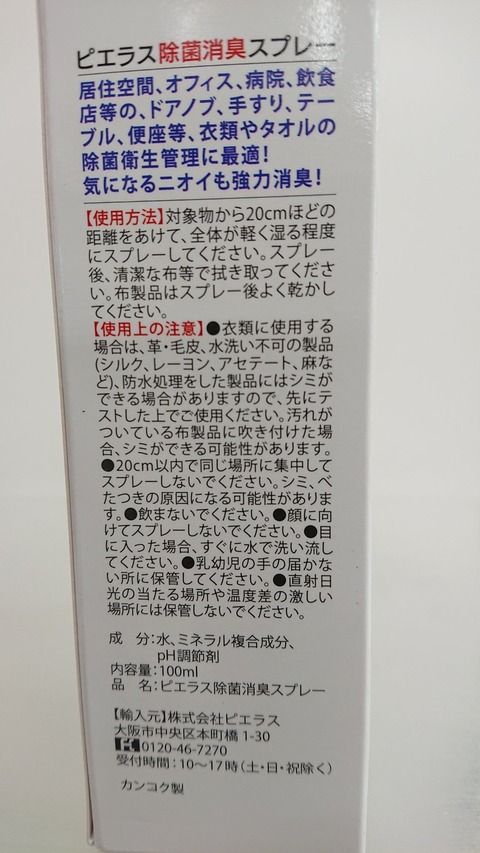 ピエラス除菌消臭スプレー
居住空間、オフィス、病院、飲食
店等の、ドアノブ、手すり、テー
ブル、便座等、衣類やタオルの
除菌衛生管理に最適!
気になるニオイも強力消臭!
【使用方法】対象物から20cmほどの
距離をあけて、全体が軽く湿る程度
にスプレーしてください。スプレー
後、清潔な布等で拭き取ってくださ
い。布製品はスプレー後よく乾かし
てください。
【使用上の注意】●衣類に使用する
場合は、革・毛皮、水洗い不可の製品
(シルク、レーヨン、アセテート、麻な
ど)、防水処理をした製品にはシミが
できる場合がありますので、先にテ
ストした上でご使用ください。汚れが
ついている布製品に吹き付けた場
合、シミができる可能性があります。
●20cm以内で同じ場所に集中して
スプレーしないでください。シミ、べ
たつきの原因になる可能性がありま
す。●飲まないでください。●顔に向
けてスプレーしないでください。●目
に入った場合、すぐに水で洗い流し
てください。●乳幼児の手の届かな
い所に保管してください。●直射日
光の当たる場所や温度差の激しい
場所には保管しないでください。
成 分:水、ミネラル複合成分、
pH調節剤
内容量:100ml
品 名:ピエラス除菌消臭スプレー
【輸入元】株式会社ピエラス
大阪市中央区本町橋 1-30
0120-46-7270
受付時間:10〜17時(土・日・祝除く)
カンコク製